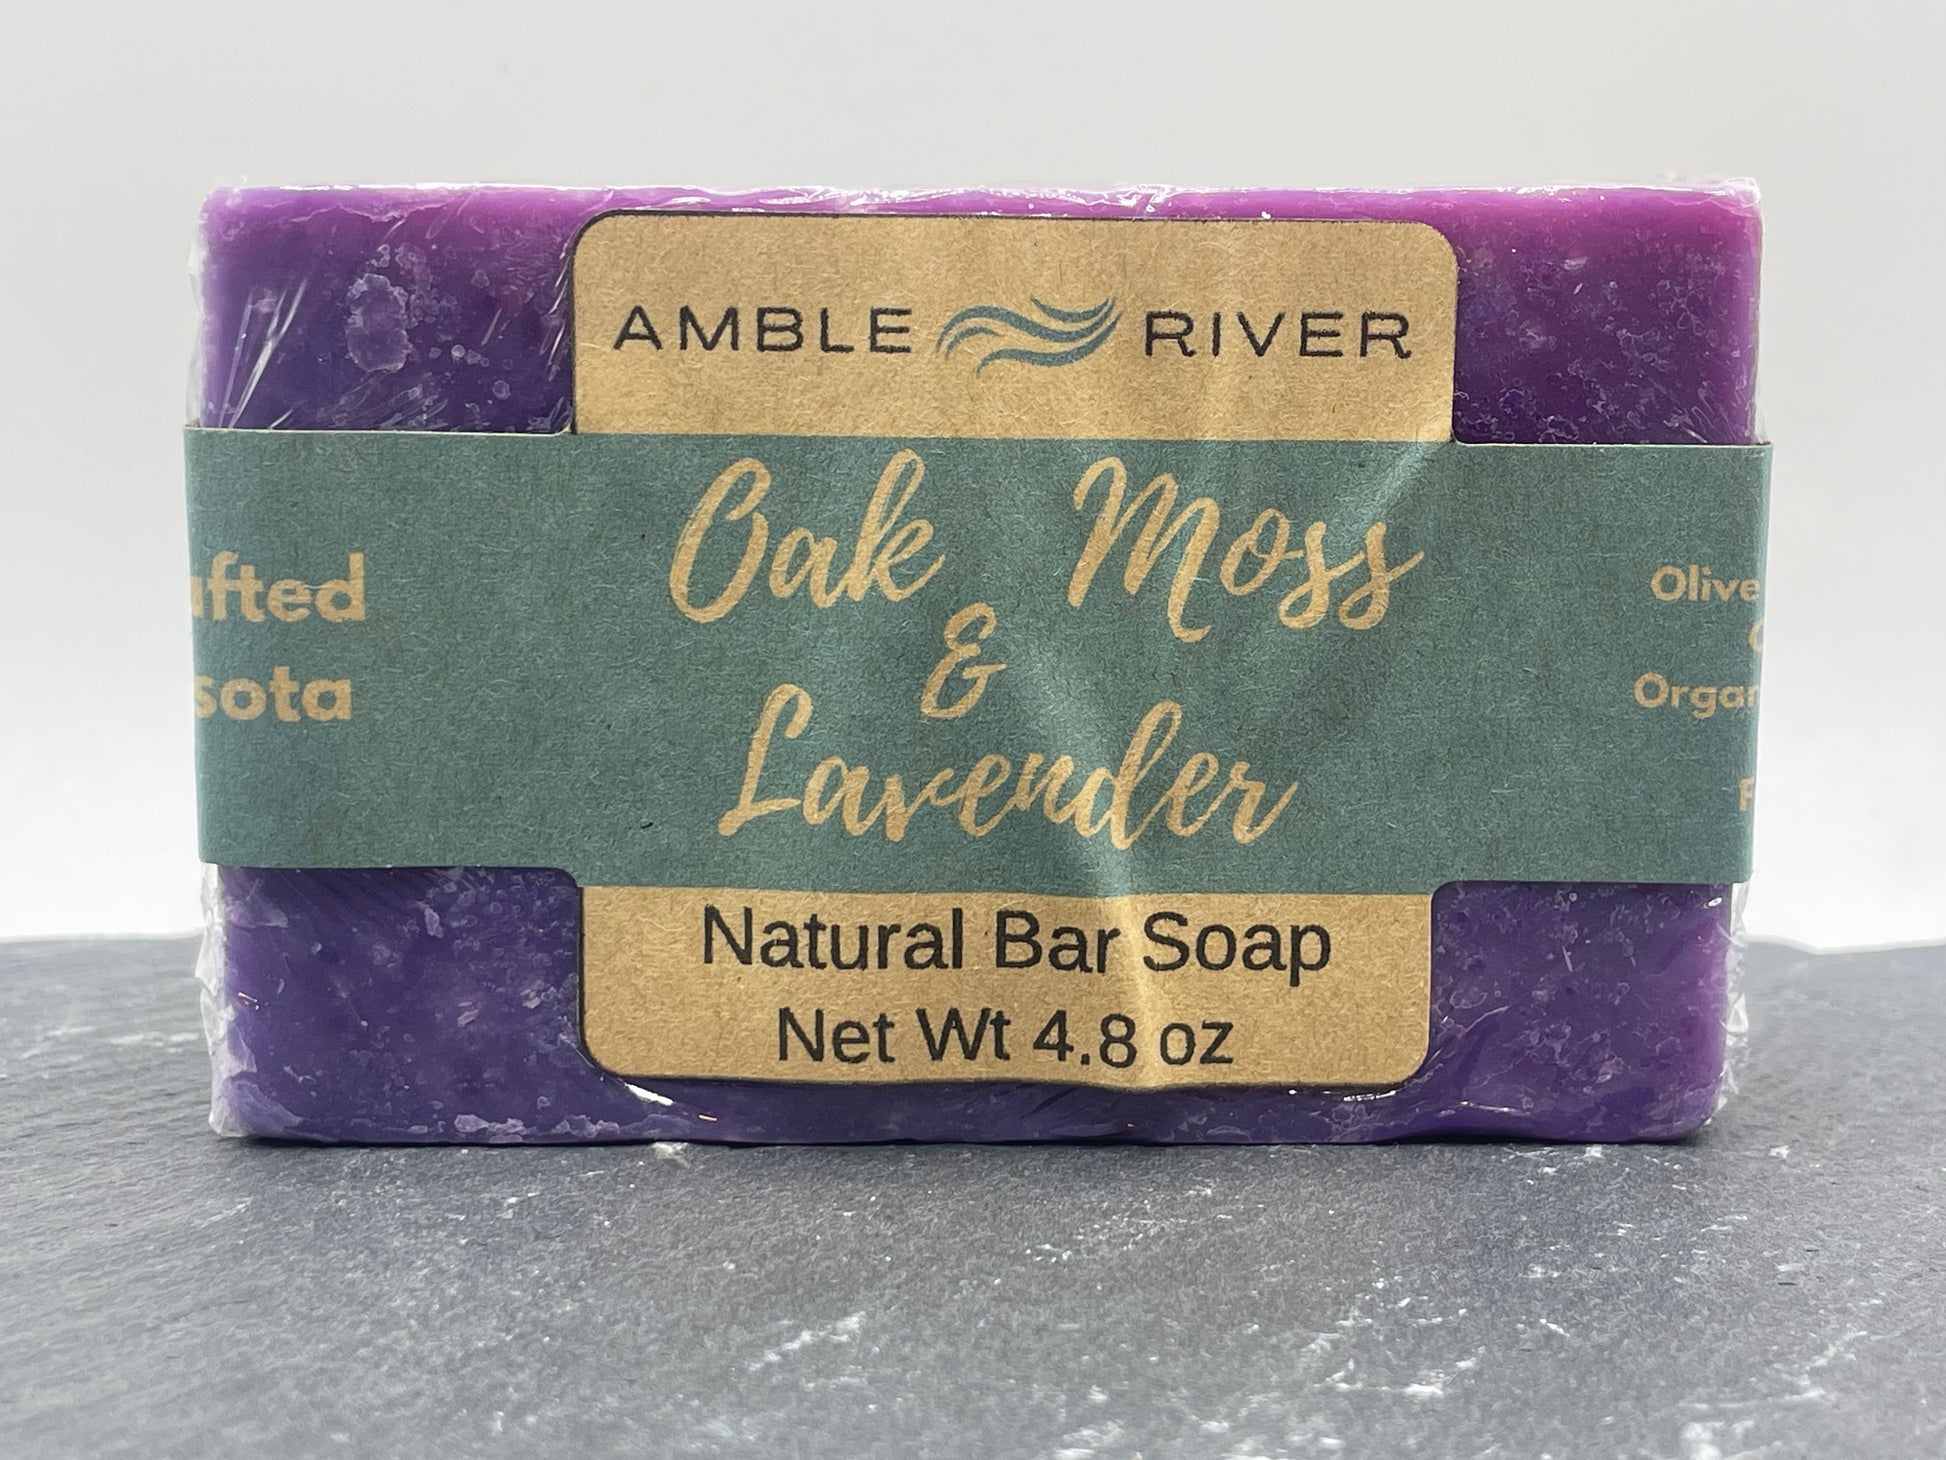 AMBLE RIVER
Oak Moss
&
Lavender
Natural Bar Soap
Net Wt 4.8 oz
afted
sota
Olive
Organ